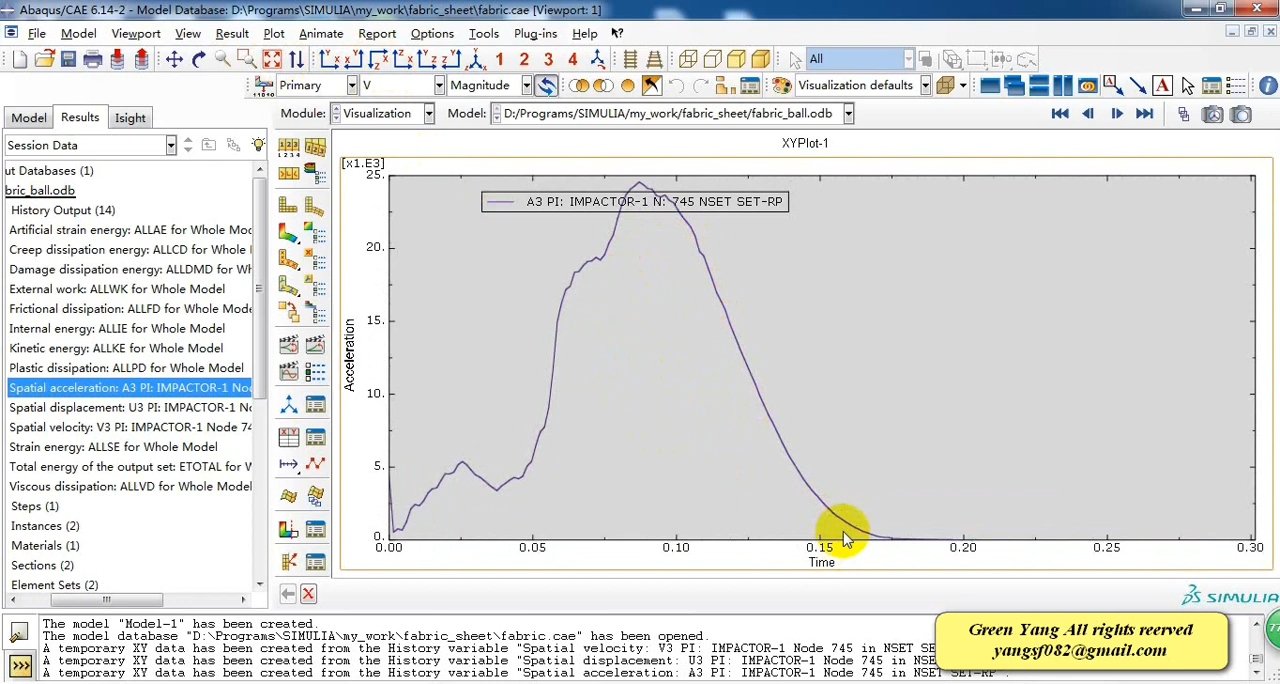 Abaqus/CAE 6.14-2 - Model Database: D:\Programs\SIMULIA\my_work\fabric_sheet\fabric.cae [Viewport: 1]
File Model Viewport View Result Plot Animate Report Options Tools Plug-ins Help
1 2 3 4 All
Primary V Magnitude Visualization defaults
Model Results Isight Module: Visualization Model: D:/Programs/SIMULIA/my_work/fabric_sheet/fabric_ball.odb
Session Data
ut Databases (1)
bric_ball.odb
History Output (14)
Artificial strain energy: ALLAE for Whole Mom
Creep dissipation energy: ALLCD for Whole
Damage dissipation energy: ALLDMD for Wh
External work: ALLWK for Whole Model
Frictional dissipation: ALLFD for Whole Mod
Internal energy: ALLIE for Whole Model
Kinetic energy: ALLKE for Whole Model
Plastic dissipation: ALLPD for Whole Model
Spatial acceleration: A3 PI: IMPACTOR-1 Noc
Spatial displacement: U3 PI: IMPACTOR-1 No
Spatial velocity: V3 PI: IMPACTOR-1 Node 74
Strain energy: ALLSE for Whole Model
Total energy of the output set: ETOTAL for W
Viscous dissipation: ALLVD for Whole Model
Steps (1)
Instances (2)
Materials (1)
Sections (2)
Element Sets (2)
XYPlot-1
[x1.E3]
25.
A3 PI: IMPACTOR-1 N: 745 NSET SET-RP
20.
15.
10.
5.
0.
Acceleration
0.00 0.05 0.10 0.15 0.20 0.25 0.30
Time
SIMULIA
The model "Model-1" has been created.
The model database "D:\Programs\SIMULIA\my_work\fabric_sheet\fabric.cae" has been opened.
A temporary XY data has been created from the History variable "Spatial velocity: V3 PI: IMPACTOR-1 Node 745 in NSET SE
A temporary XY data has been created from the History variable "Spatial displacement: U3 PI: IMPACTOR-1 Node 745 in NSE
A temporary XY data has been created from the History variable "Spatial acceleration: A3 PI: IMPACTOR-1 Node 745 in NSET SET-RP".
Green Yang All rights reerved
yangsf082@gmail.com